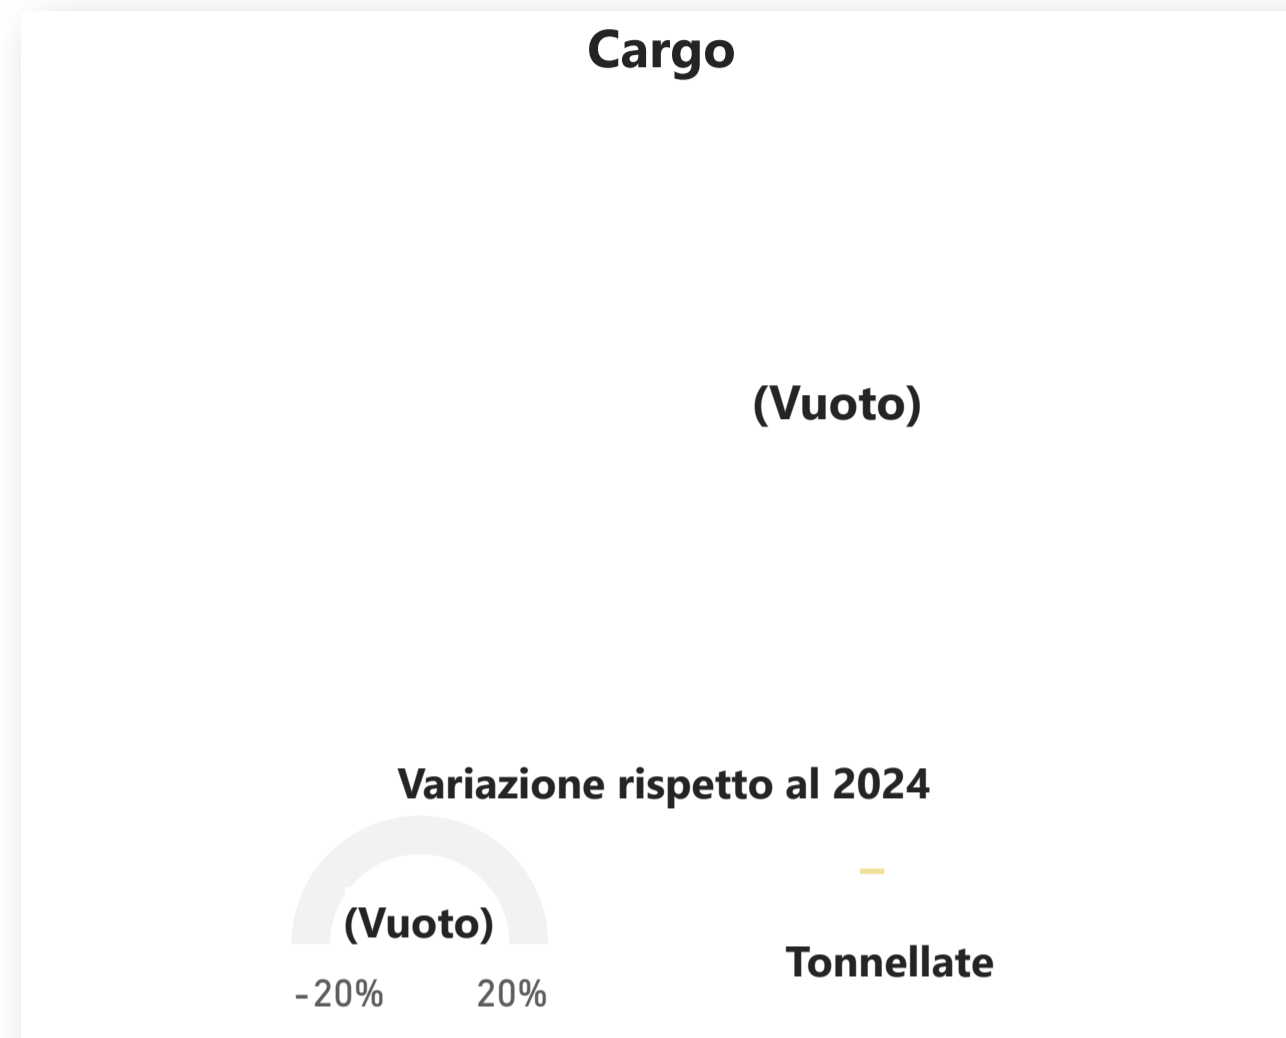 Cargo
(Vuoto)
Variazione rispetto al 2024
(Vuoto)
-20% 20%
Tonnellate